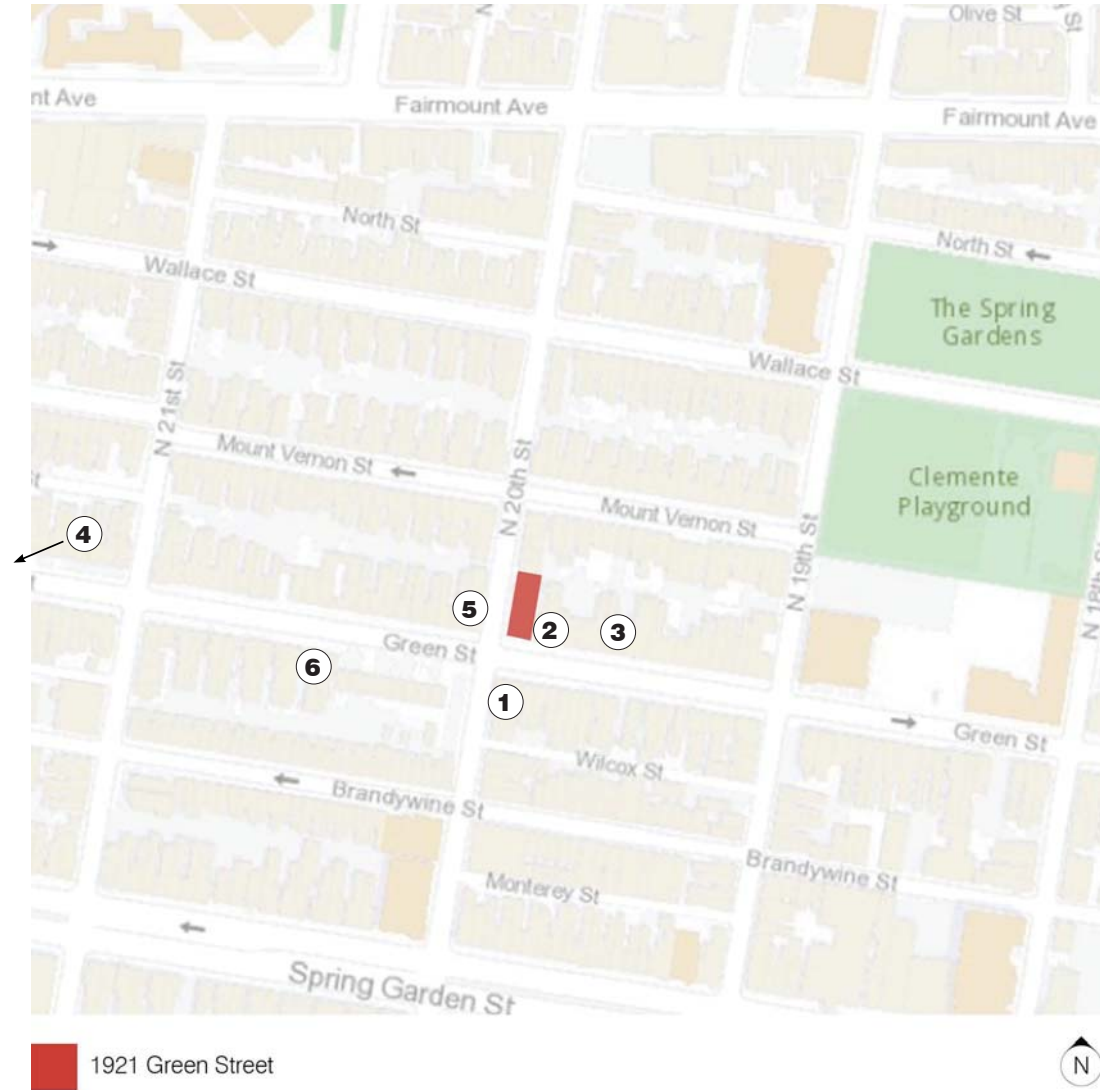 Olive St
nt Ave
Fairmount Ave
Fairmount Ave
North St
North St
Wallace St
The Spring
Gardens
Wallace St
N 21st St
Mount Vernon St
N 20th St
Clemente
Playground
Mount Vernon St
4
N 19th St
N 18th St
5
2
3
Green St
6
1
Green St
Wilcox St
Brandywine St
Brandywine St
Monterey St
Spring Garden St
1921 Green Street
N